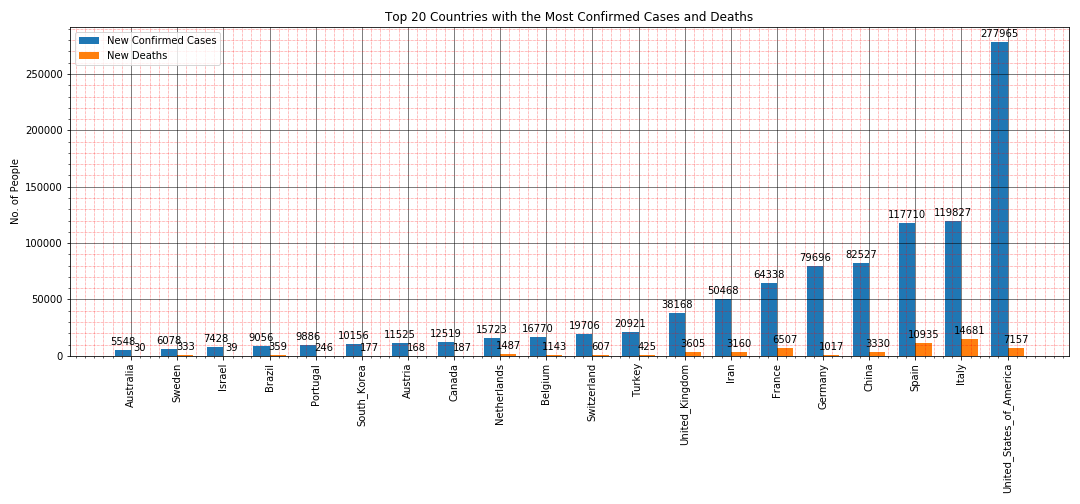 Top 20 Countries with the Most Confirmed Cases and Deaths
New Confirmed Cases
New Deaths
No. of People
250000
200000
150000
100000
50000
0
5548
30
6078
333
7428
39
9056
359
9886
246
10156
177
11525
168
12519
187
15723
1487
16770
1143
19706
607
20921
425
38168
3605
50468
3160
64338
6507
79696
1017
82527
3330
117710
10935
119827
14681
277965
7157
Australia
Sweden
Israel
Brazil
Portugal
South_Korea
Austria
Canada
Netherlands
Belgium
Switzerland
Turkey
United_Kingdom
Iran
France
Germany
China
Spain
Italy
United_States_of_America